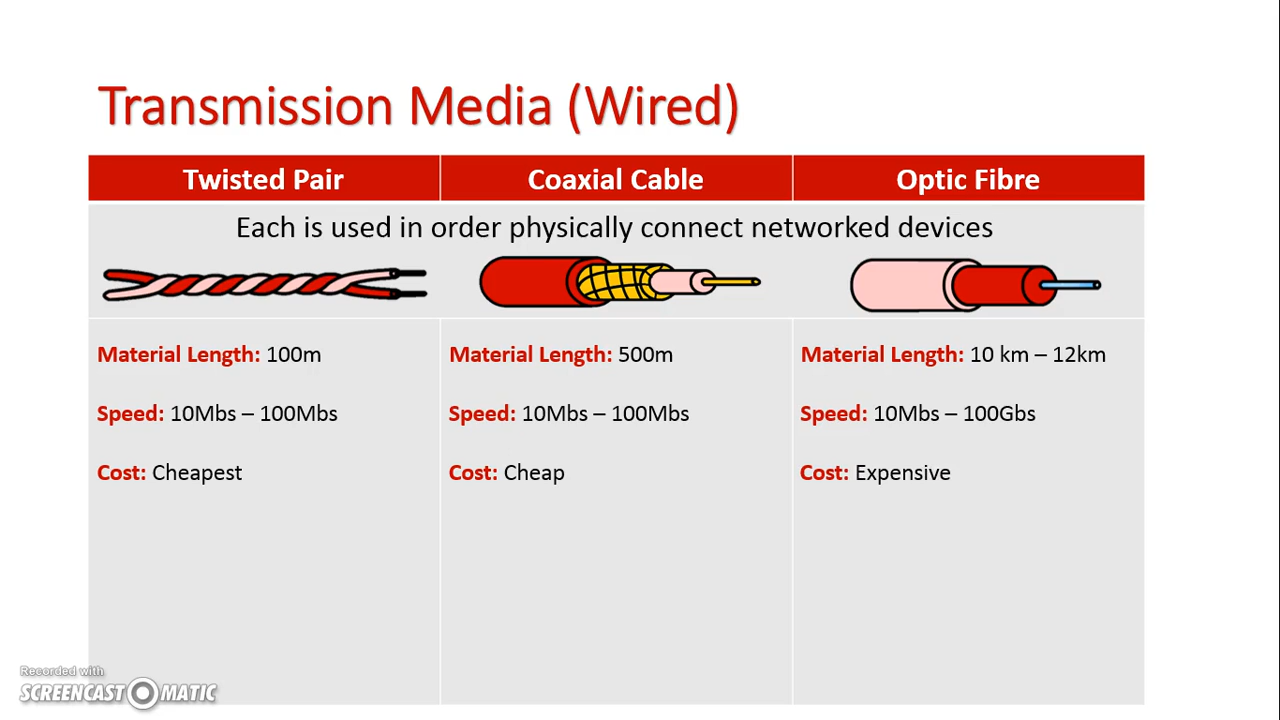 Transmission Media (Wired)
Twisted Pair
Coaxial Cable
Optic Fibre
Each is used in order physically connect networked devices
Material Length: 100m
Speed: 10Mbs – 100Mbs
Cost: Cheapest
Material Length: 500m
Speed: 10Mbs – 100Mbs
Cost: Cheap
Material Length: 10 km – 12km
Speed: 10Mbs – 100Gbs
Cost: Expensive
Recorded with
SCREENCAST MATIC